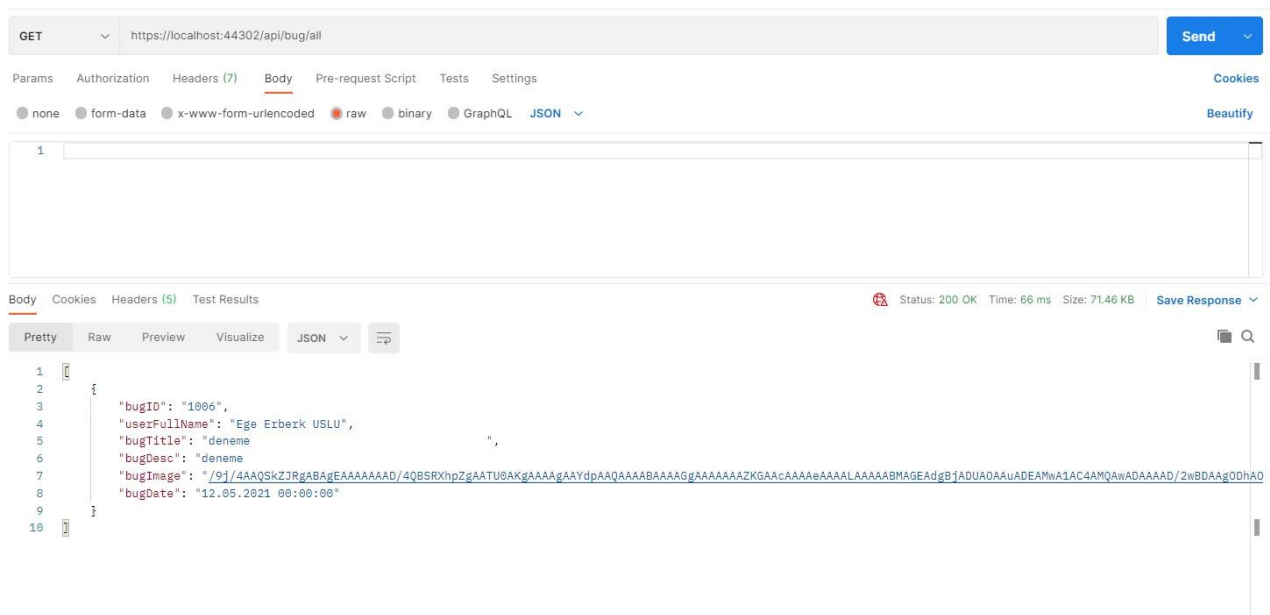 GET https://localhost:44302/api/bug/all Send
Params Authorization Headers (7) Body Pre-request Script Tests Settings Cookies
none form-data x-www-form-urlencoded raw binary GraphQL JSON Beautify
1
Body Cookies Headers (5) Test Results Status: 200 OK Time: 66 ms Size: 71.46 KB Save Response
Pretty Raw Preview Visualize JSON
1 [
2 {
3 "bugID": "1006",
4 "userFullName": "Ege Erberk USLU",
5 "bugTitle": "deneme ",
6 "bugDesc": "deneme
7 "bugImage": "/9j/4AAQSkZJRgABAgEAAAAAAAD/4QBSRXhpZgAATU0AKgAAAAgAAYdpAAQAAAABAAAAGgAAAAAAAZKGAAcAAAAeAAAALAAAAABMAGEAdgBjADUAOAAuADEAMwA1AC4AMQAwADAAAAD/2wBDAAgODhAO
8 "bugDate": "12.05.2021 00:00:00"
9 }
10 ]